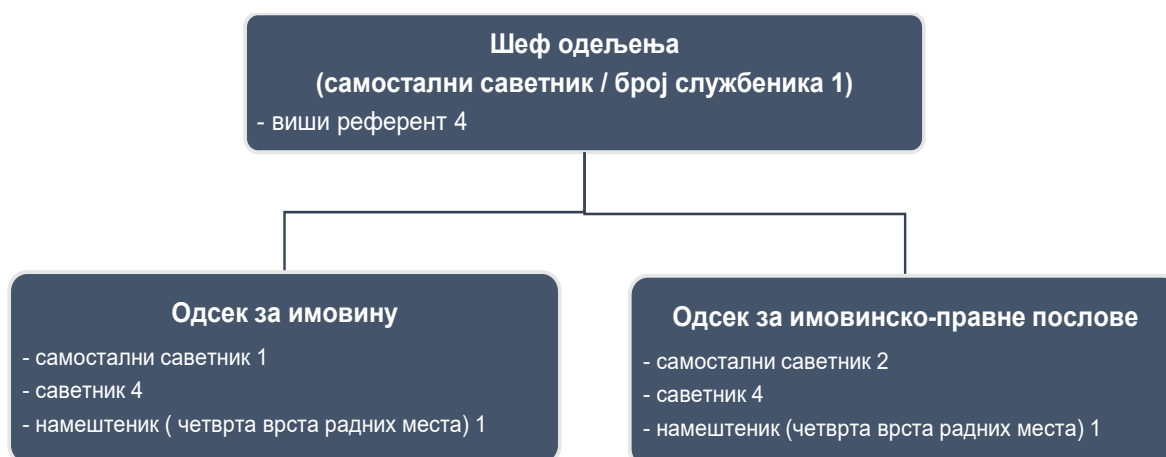 Шеф одељења
(самостални саветник / број службеника 1)
- виши референт 4
Одсек за имовину
- самостални саветник 1
- саветник 4
- намештеник ( четврта врста радних места) 1
Одсек за имовинско-правне послове
- самостални саветник 2
- саветник 4
- намештеник (четврта врста радних места) 1